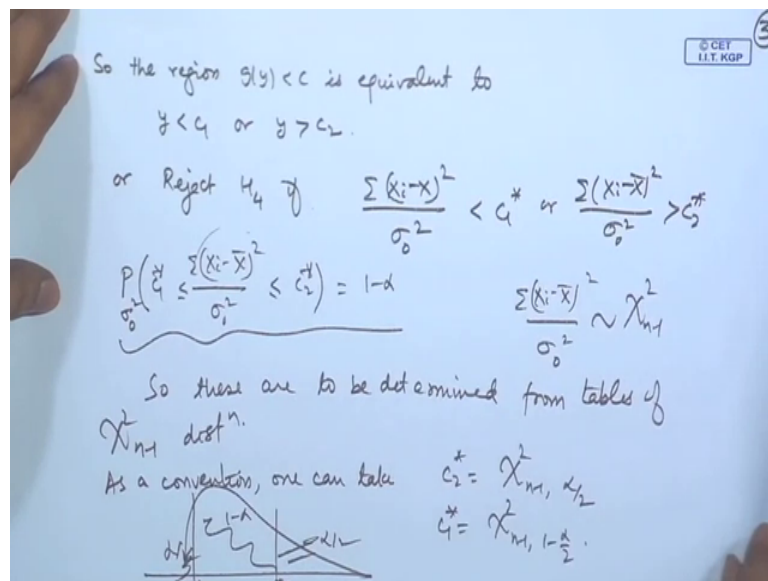 3
© CET
I.I.T. KGP
So the region g(y) < c is equivalent to
y < c₁ or y > c₂.
or Reject H₄ if Σ(xi-x)² / σ₀² < c₁* or Σ(xi-x̄)² / σ₀² > c₂*
P_σ₀² (c₁* ≤ Σ(xi-x̄)² / σ₀² ≤ c₂*) = 1-α
Σ(xi-x̄)² / σ₀² ~ χ²ₙ₋₁
So these are to be determined from tables of
χ²ₙ₋₁ distⁿ.
As a convention, one can take c₂* = χ²ₙ₋₁, α/2
c₁* = χ²ₙ₋₁, 1-α/2.
1-α
α/2
α/2